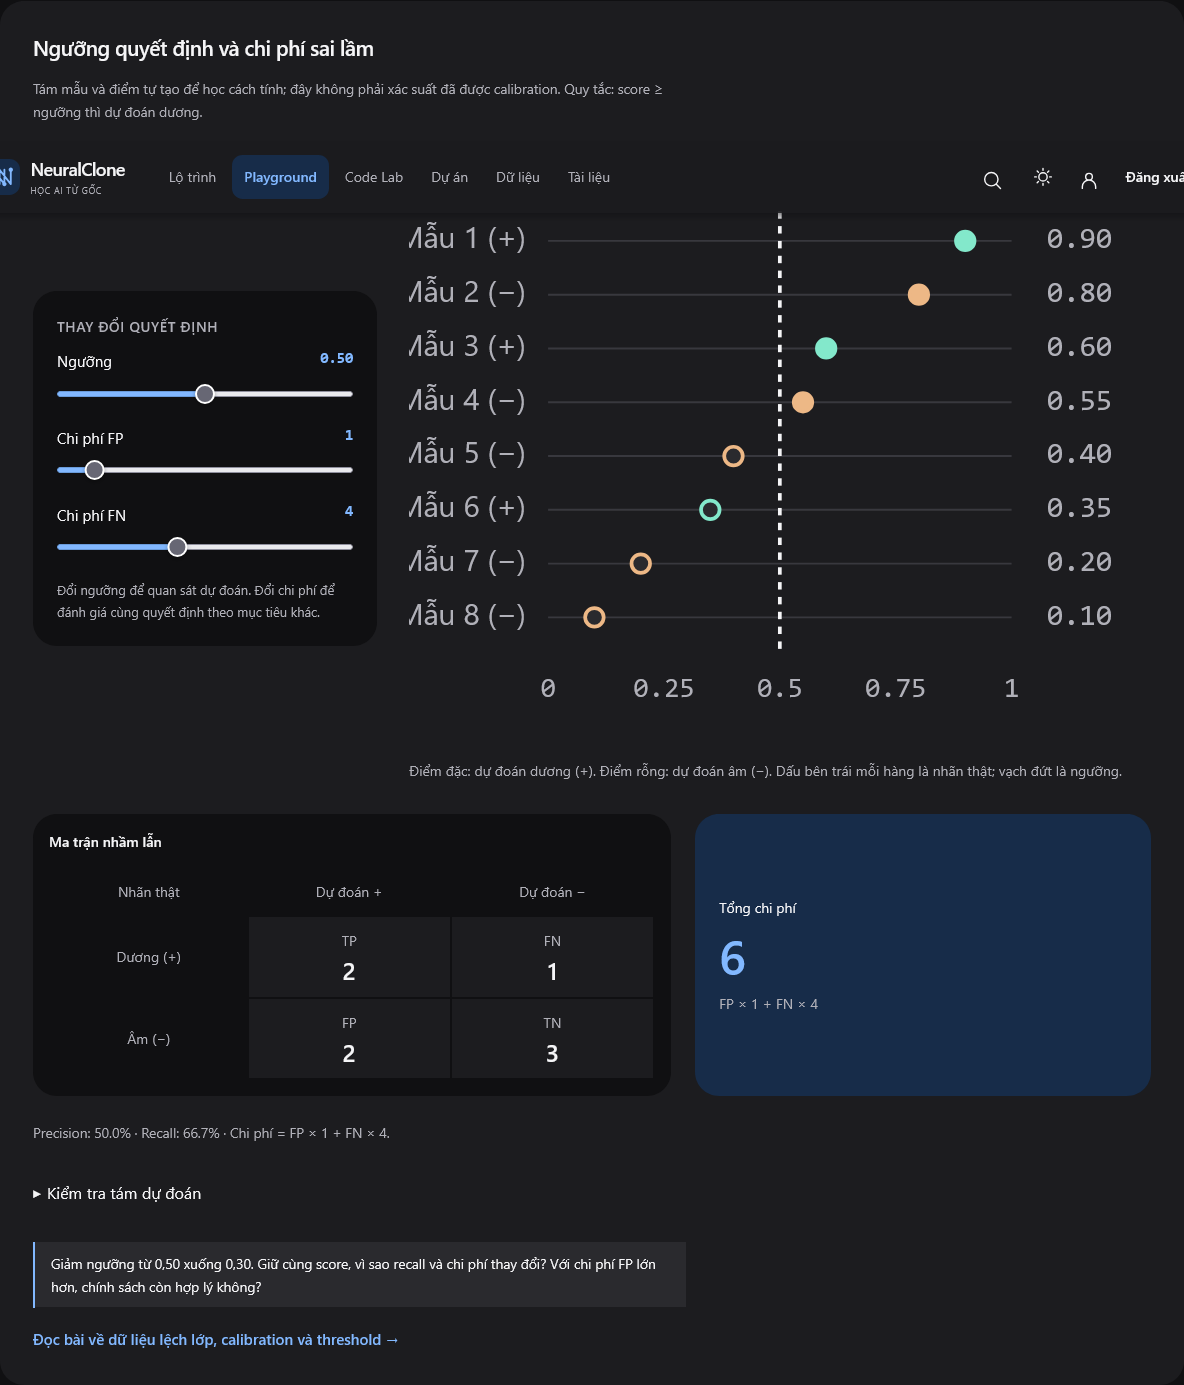 Ngưỡng quyết định và chi phí sai lầm
Tám mẫu và điểm tự tạo để học cách tính; đây không phải xác suất đã được calibration. Quy tắc: score ≥
ngưỡng thì dự đoán dương.
NeuralClone
HỌC AI TỪ GỐC
Lộ trình
Playground
Code Lab
Dự án
Dữ liệu
Tài liệu
Đăng xuấ
THAY ĐỔI QUYẾT ĐỊNH
Ngưỡng 0.50
Chi phí FP 1
Chi phí FN 4
Đổi ngưỡng để quan sát dự đoán. Đổi chi phí để
đánh giá cùng quyết định theo mục tiêu khác.
Mẫu 1 (+) 0.90
Mẫu 2 (−) 0.80
Mẫu 3 (+) 0.60
Mẫu 4 (−) 0.55
Mẫu 5 (−) 0.40
Mẫu 6 (+) 0.35
Mẫu 7 (−) 0.20
Mẫu 8 (−) 0.10
0 0.25 0.5 0.75 1
Điểm đặc: dự đoán dương (+). Điểm rỗng: dự đoán âm (−). Dấu bên trái mỗi hàng là nhãn thật; vạch đứt là ngưỡng.
Ma trận nhầm lẫn
Nhãn thật Dự đoán + Dự đoán −
Dương (+)
TP FN
2 1
Âm (−)
FP TN
2 3
Tổng chi phí
6
FP × 1 + FN × 4
Precision: 50.0% · Recall: 66.7% · Chi phí = FP × 1 + FN × 4.
▸ Kiểm tra tám dự đoán
Giảm ngưỡng từ 0,50 xuống 0,30. Giữ cùng score, vì sao recall và chi phí thay đổi? Với chi phí FP lớn
hơn, chính sách còn hợp lý không?
Đọc bài về dữ liệu lệch lớp, calibration và threshold →